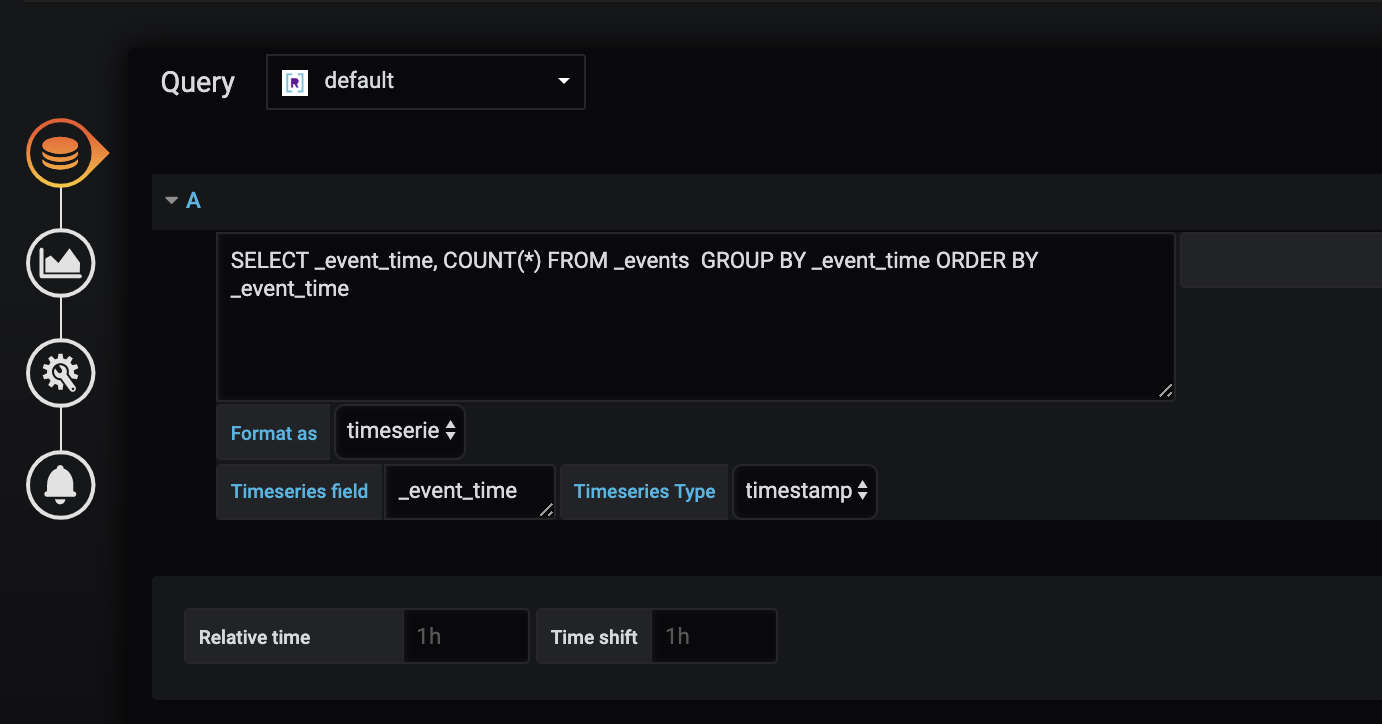 Query [R] default
A
SELECT _event_time, COUNT(*) FROM _events  GROUP BY _event_time ORDER BY
_event_time
Format as timeserie
Timeseries field _event_time Timeseries Type timestamp
Relative time 1h Time shift 1h